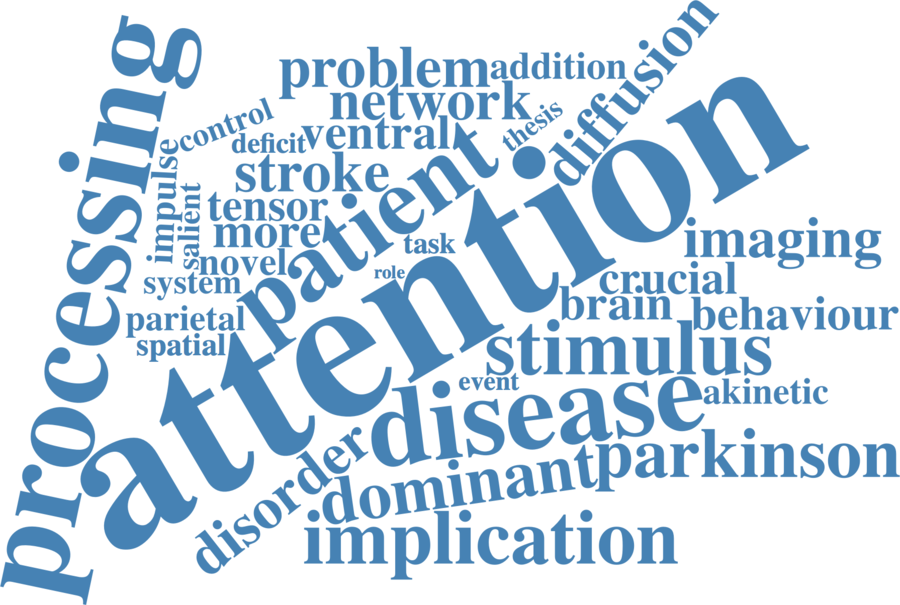 processing
attention
problem
addition
diffusion
network
thesis
control
deficit
ventral
impulse
stroke
patient
salient
tensor
more
task
imaging
novel
role
system
crucial
brain
behaviour
parietal
spatial
stimulus
event
akinetic
disease
disorder
dominant
parkinson
implication